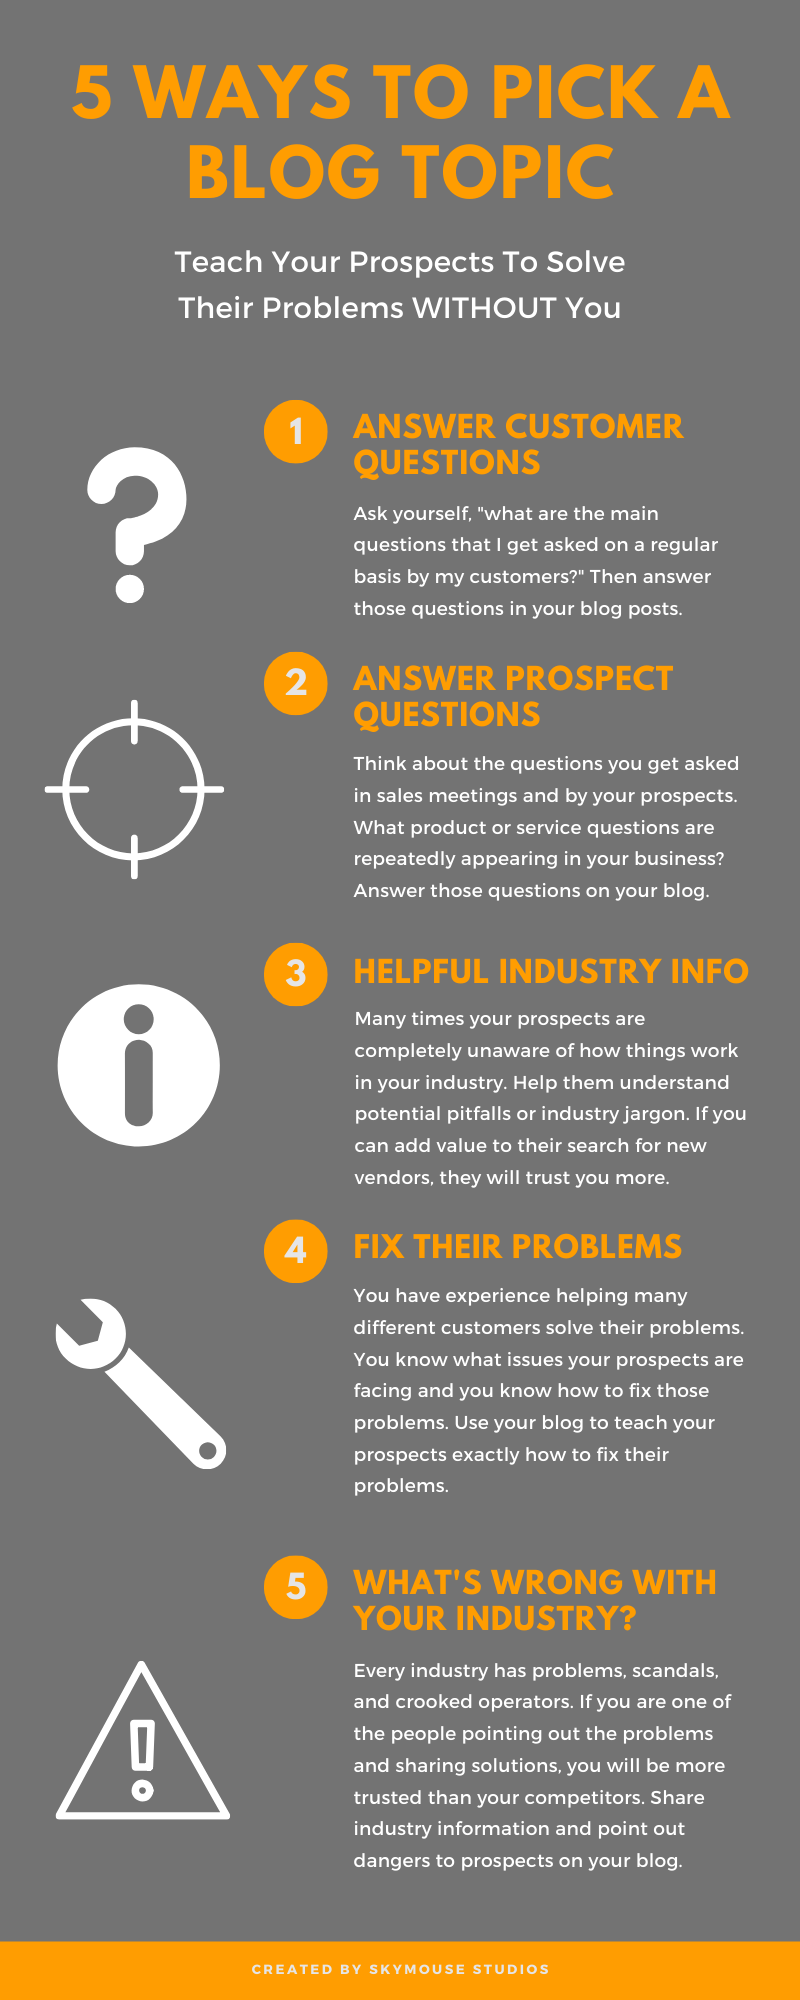 5 WAYS TO PICK A
BLOG TOPIC
Teach Your Prospects To Solve
Their Problems WITHOUT You
1
ANSWER CUSTOMER
QUESTIONS
Ask yourself, "what are the main
questions that I get asked on a regular
basis by my customers?" Then answer
those questions in your blog posts.
2
ANSWER PROSPECT
QUESTIONS
Think about the questions you get asked
in sales meetings and by your prospects.
What product or service questions are
repeatedly appearing in your business?
Answer those questions on your blog.
3
HELPFUL INDUSTRY INFO
Many times your prospects are
completely unaware of how things work
in your industry. Help them understand
potential pitfalls or industry jargon. If you
can add value to their search for new
vendors, they will trust you more.
4
FIX THEIR PROBLEMS
You have experience helping many
different customers solve their problems.
You know what issues your prospects are
facing and you know how to fix those
problems. Use your blog to teach your
prospects exactly how to fix their
problems.
5
WHAT'S WRONG WITH
YOUR INDUSTRY?
Every industry has problems, scandals,
and crooked operators. If you are one of
the people pointing out the problems
and sharing solutions, you will be more
trusted than your competitors. Share
industry information and point out
dangers to prospects on your blog.
CREATED BY SKYMOUSE STUDIOS